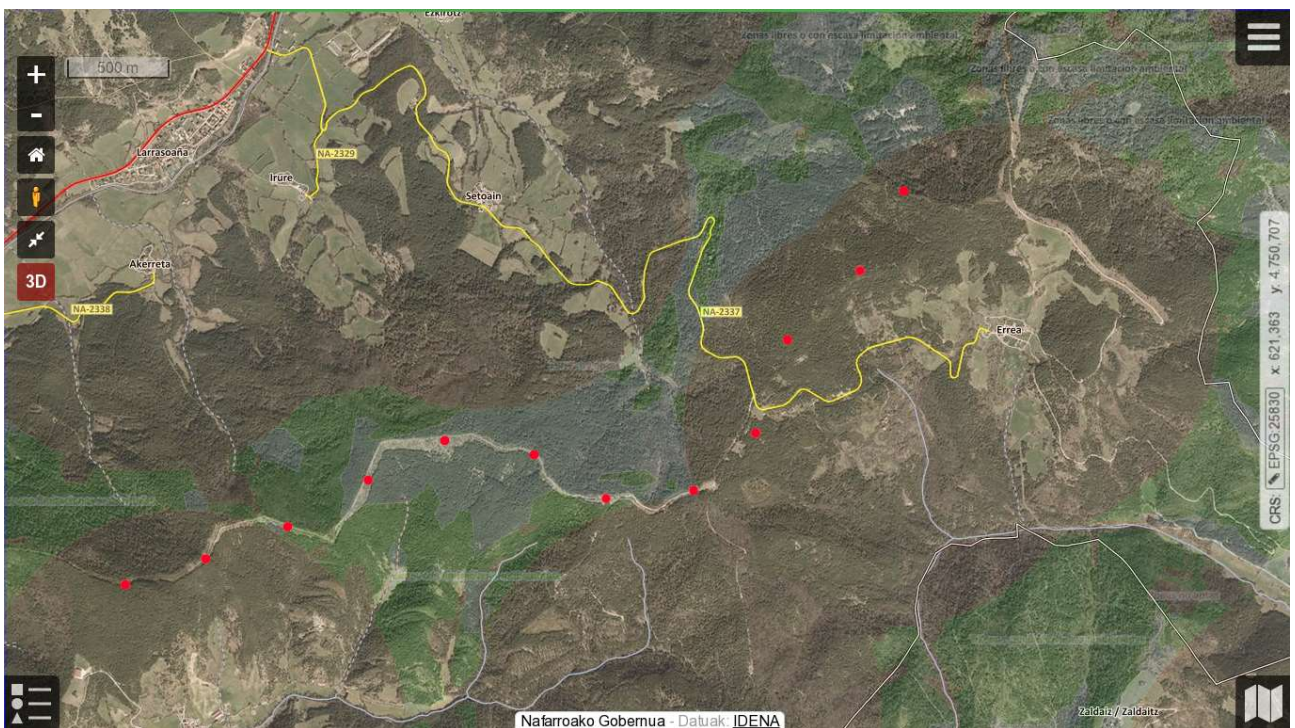 Ezkirotz
Zonas libres o con escasa limitación ambiental
Zonas libres o con escasa limitación ambiental
Zonas libres o con escasa limitación ambiental
+
500 m
-
Larrasoaña
NA-2329
Irure
Setoain
Akerreta
3D
NA-2338
NA-2337
Errea
CRS: EPSG:25830 x: 621,363 y: 4.750,707
Zaldaiz / Zaldaitz
Nafarroako Gobernua - Datuak: IDENA